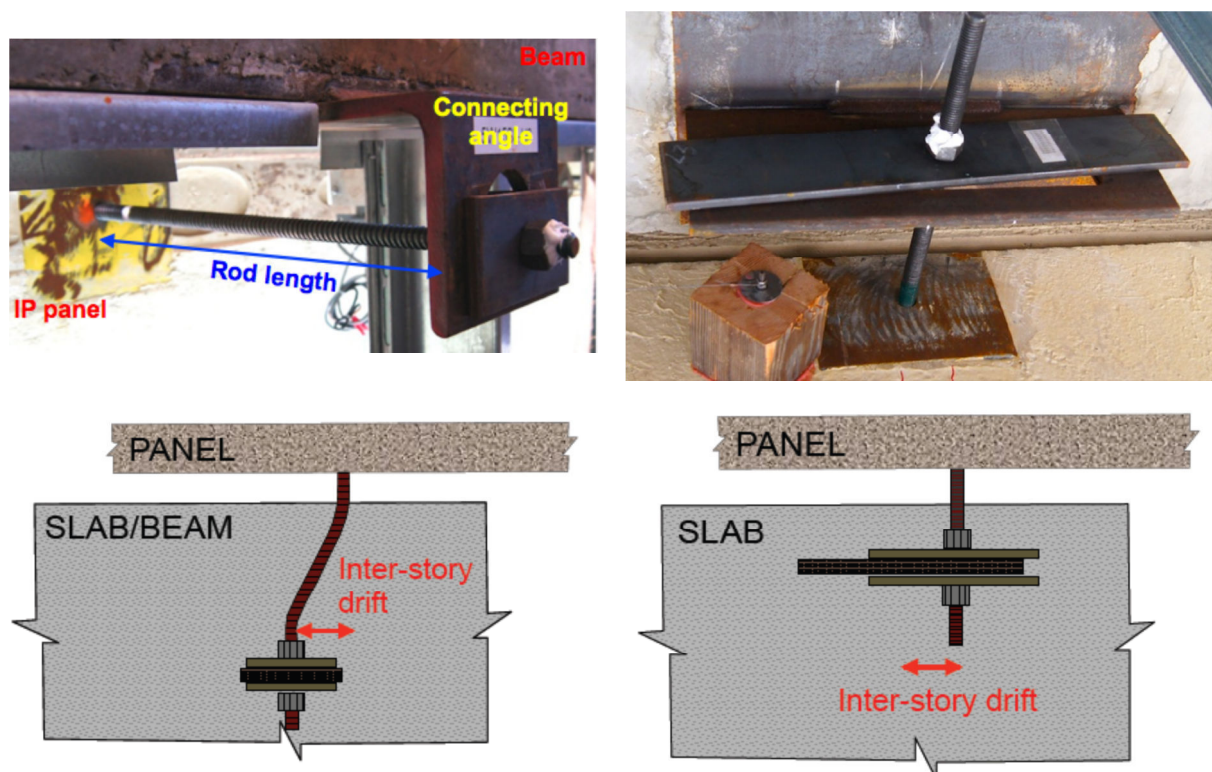 Beam
Connecting
angle
Rod length
IP panel
PANEL
SLAB/BEAM
Inter-story
drift
PANEL
SLAB
Inter-story drift